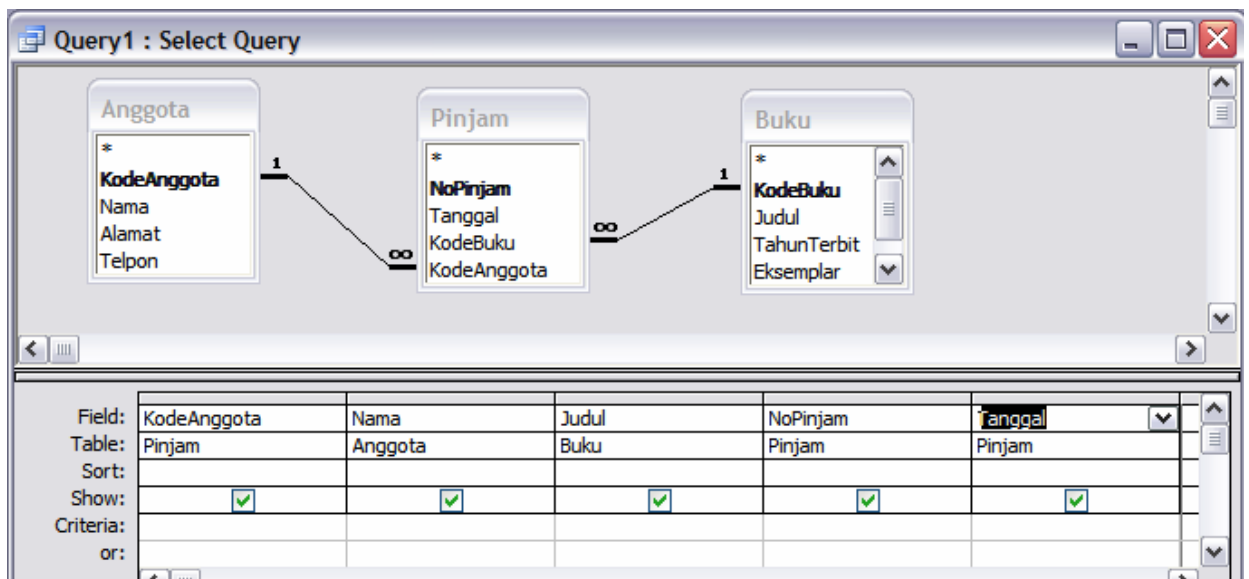 Query1 : Select Query
Anggota
*
KodeAnggota
Nama
Alamat
Telpon
1
∞
Pinjam
*
NoPinjam
Tanggal
KodeBuku
KodeAnggota
∞
1
Buku
*
KodeBuku
Judul
TahunTerbit
Eksemplar
Field: KodeAnggota Nama Judul NoPinjam Tanggal
Table: Pinjam Anggota Buku Pinjam Pinjam
Sort:
Show:
Criteria:
or: